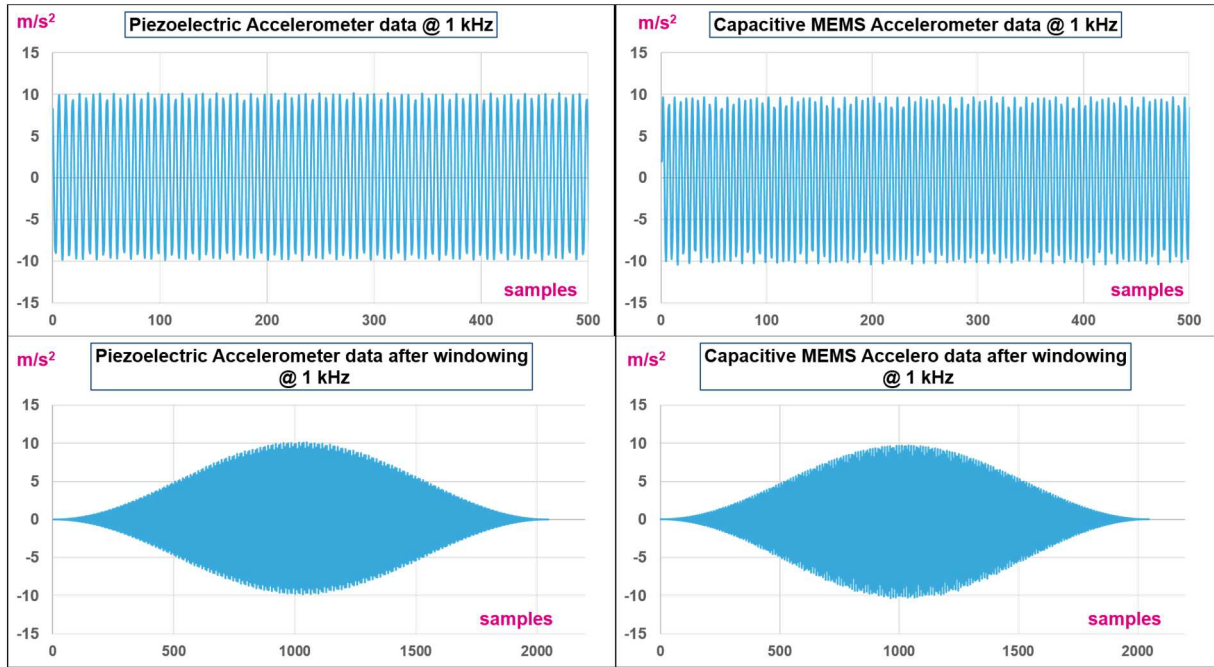 m/s²
Piezoelectric Accelerometer data @ 1 kHz
15
10
5
0
-5
-10
-15
samples
0 100 200 300 400 500
m/s²
Capacitive MEMS Accelerometer data @ 1 kHz
15
10
5
0
-5
-10
-15
samples
0 100 200 300 400 500
m/s²
Piezoelectric Accelerometer data after windowing
@ 1 kHz
15
10
5
0
-5
-10
-15
samples
0 500 1000 1500 2000
m/s²
Capacitive MEMS Accelero data after windowing
@ 1 kHz
15
10
5
0
-5
-10
-15
samples
0 500 1000 1500 2000